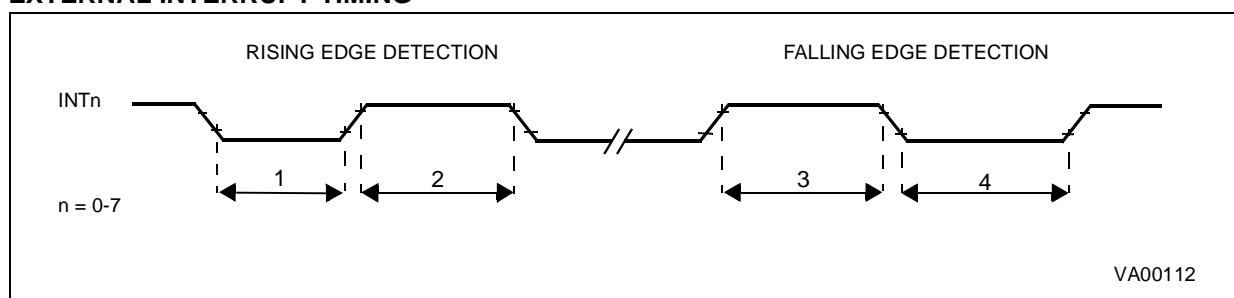 EXTERNAL INTERRUPT TIMING
RISING EDGE DETECTION
FALLING EDGE DETECTION
INTn
1
2
3
4
n = 0-7
VA00112